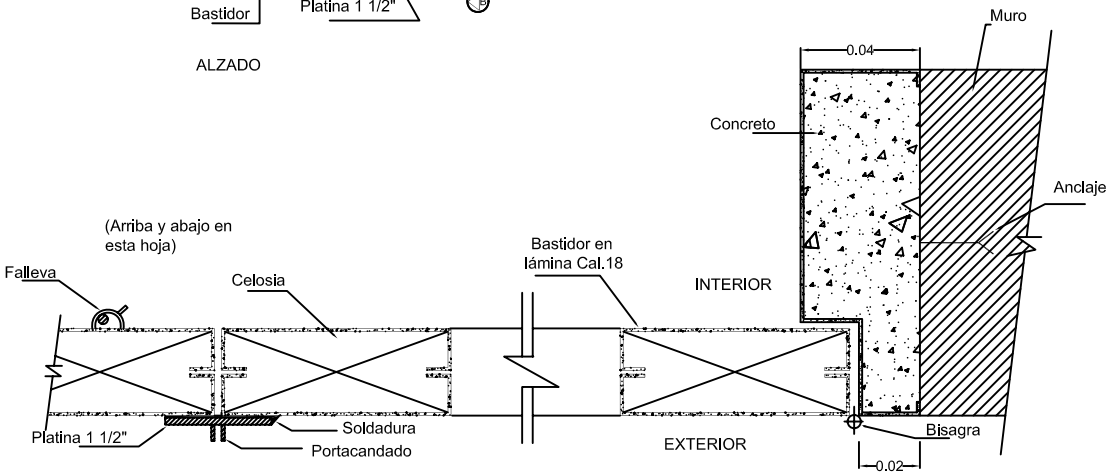 Bastidor
Platina 1 1/2"
B
ALZADO
Muro
0.04
Concreto
Anclaje
(Arriba y abajo en
esta hoja)
Bastidor en
lámina Cal.18
Falleva
Celosia
INTERIOR
Platina 1 1/2"
Soldadura
Portacandado
EXTERIOR
Bisagra
0.02